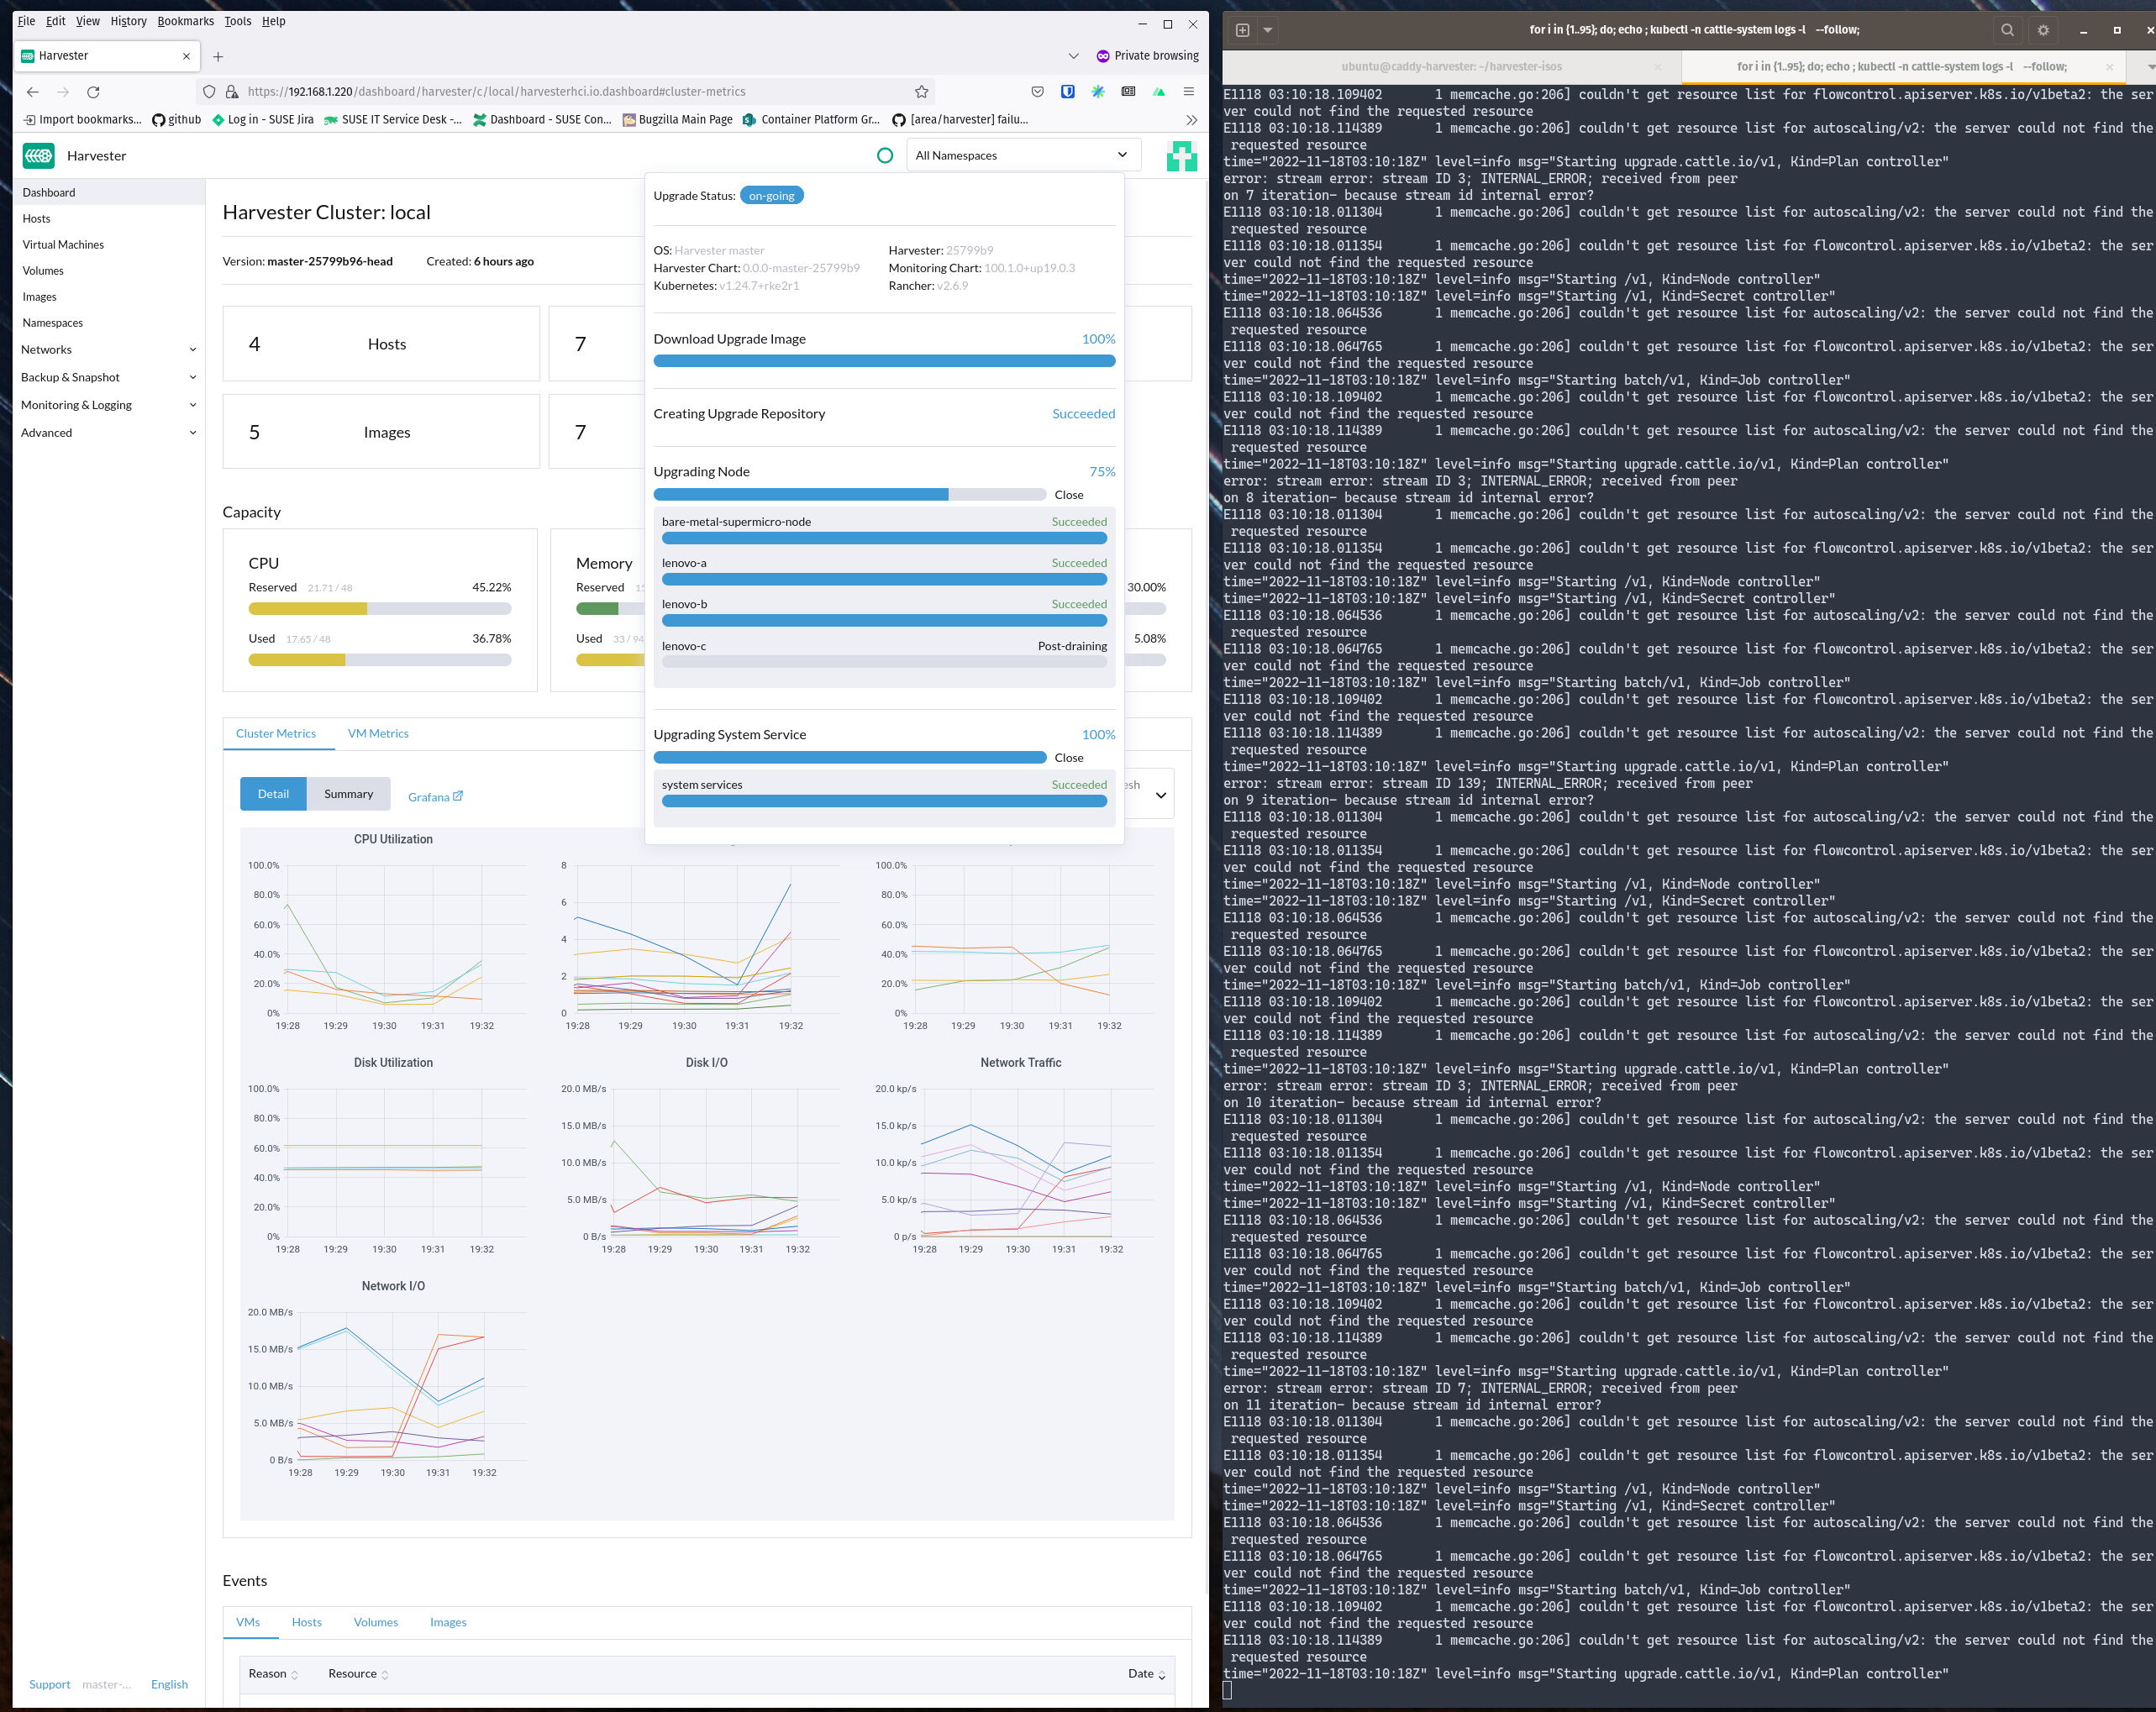 File Edit View History Bookmarks Tools Help
Harvester
Private browsing
https://192.168.1.220/dashboard/harvester/c/local/harvesterhci.io.dashboard#cluster-metrics
Import bookmarks... github Log in - SUSE Jira SUSE IT Service Desk -... Dashboard - SUSE Con... Bugzilla Main Page Container Platform Gr... [area/harvester] failu...
Harvester
All Namespaces
Dashboard
Hosts
Virtual Machines
Volumes
Images
Namespaces
Networks
Backup & Snapshot
Monitoring & Logging
Advanced
Support master-... English
Harvester Cluster: local
Version: master-25799b96-head Created: 6 hours ago
4 Hosts
7
5 Images
7
Capacity
CPU
Reserved 21.71 / 48 45.22%
Used 17.65 / 48 36.78%
Memory
Reserved
Used 33 / 94
30.00%
5.08%
Upgrade Status: on-going
OS: Harvester master
Harvester: 25799b9
Harvester Chart: 0.0.0-master-25799b9
Monitoring Chart: 100.1.0+up19.0.3
Kubernetes: v1.24.7+rke2r1
Rancher: v2.6.9
Download Upgrade Image 100%
Creating Upgrade Repository Succeeded
Upgrading Node 75%
Close
bare-metal-supermicro-node Succeeded
lenovo-a Succeeded
lenovo-b Succeeded
lenovo-c Post-draining
Upgrading System Service 100%
Close
system services Succeeded
Cluster Metrics VM Metrics
Detail Summary Grafana
CPU Utilization
100.0%
80.0%
60.0%
40.0%
20.0%
0%
19:28 19:29 19:30 19:31 19:32
8
6
4
2
0
19:28 19:29 19:30 19:31 19:32
100.0%
80.0%
60.0%
40.0%
20.0%
0%
19:28 19:29 19:30 19:31 19:32
Disk Utilization
100.0%
80.0%
60.0%
40.0%
20.0%
0%
19:28 19:29 19:30 19:31 19:32
Disk I/O
20.0 MB/s
15.0 MB/s
10.0 MB/s
5.0 MB/s
0 B/s
19:28 19:29 19:30 19:31 19:32
Network Traffic
20.0 kp/s
15.0 kp/s
10.0 kp/s
5.0 kp/s
0 p/s
19:28 19:29 19:30 19:31 19:32
Network I/O
20.0 MB/s
15.0 MB/s
10.0 MB/s
5.0 MB/s
0 B/s
19:28 19:29 19:30 19:31 19:32
Events
VMs Hosts Volumes Images
Reason Resource Date
for i in {1..95}; do; echo ; kubectl -n cattle-system logs -l --follow;
ubuntu@caddy-harvester: ~/harvester-isos
for i in {1..95}; do; echo ; kubectl -n cattle-system logs -l --follow;
E1118 03:10:18.109402 1 memcache.go:206] couldn't get resource list for flowcontrol.apiserver.k8s.io/v1beta2: the ser
ver could not find the requested resource
E1118 03:10:18.114389 1 memcache.go:206] couldn't get resource list for autoscaling/v2: the server could not find the
requested resource
time="2022-11-18T03:10:18Z" level=info msg="Starting upgrade.cattle.io/v1, Kind=Plan controller"
error: stream error: stream ID 3; INTERNAL_ERROR; received from peer
on 7 iteration- because stream id internal error?
E1118 03:10:18.011304 1 memcache.go:206] couldn't get resource list for autoscaling/v2: the server could not find the
requested resource
E1118 03:10:18.011354 1 memcache.go:206] couldn't get resource list for flowcontrol.apiserver.k8s.io/v1beta2: the ser
ver could not find the requested resource
time="2022-11-18T03:10:18Z" level=info msg="Starting /v1, Kind=Node controller"
time="2022-11-18T03:10:18Z" level=info msg="Starting /v1, Kind=Secret controller"
E1118 03:10:18.064536 1 memcache.go:206] couldn't get resource list for autoscaling/v2: the server could not find the
requested resource
E1118 03:10:18.064765 1 memcache.go:206] couldn't get resource list for flowcontrol.apiserver.k8s.io/v1beta2: the ser
ver could not find the requested resource
time="2022-11-18T03:10:18Z" level=info msg="Starting batch/v1, Kind=Job controller"
E1118 03:10:18.109402 1 memcache.go:206] couldn't get resource list for flowcontrol.apiserver.k8s.io/v1beta2: the ser
ver could not find the requested resource
E1118 03:10:18.114389 1 memcache.go:206] couldn't get resource list for autoscaling/v2: the server could not find the
requested resource
time="2022-11-18T03:10:18Z" level=info msg="Starting upgrade.cattle.io/v1, Kind=Plan controller"
error: stream error: stream ID 3; INTERNAL_ERROR; received from peer
on 8 iteration- because stream id internal error?
E1118 03:10:18.011304 1 memcache.go:206] couldn't get resource list for autoscaling/v2: the server could not find the
requested resource
E1118 03:10:18.011354 1 memcache.go:206] couldn't get resource list for flowcontrol.apiserver.k8s.io/v1beta2: the ser
ver could not find the requested resource
time="2022-11-18T03:10:18Z" level=info msg="Starting /v1, Kind=Node controller"
time="2022-11-18T03:10:18Z" level=info msg="Starting /v1, Kind=Secret controller"
E1118 03:10:18.064536 1 memcache.go:206] couldn't get resource list for autoscaling/v2: the server could not find the
requested resource
E1118 03:10:18.064765 1 memcache.go:206] couldn't get resource list for flowcontrol.apiserver.k8s.io/v1beta2: the ser
ver could not find the requested resource
time="2022-11-18T03:10:18Z" level=info msg="Starting batch/v1, Kind=Job controller"
E1118 03:10:18.109402 1 memcache.go:206] couldn't get resource list for flowcontrol.apiserver.k8s.io/v1beta2: the ser
ver could not find the requested resource
E1118 03:10:18.114389 1 memcache.go:206] couldn't get resource list for autoscaling/v2: the server could not find the
requested resource
time="2022-11-18T03:10:18Z" level=info msg="Starting upgrade.cattle.io/v1, Kind=Plan controller"
error: stream error: stream ID 139; INTERNAL_ERROR; received from peer
on 9 iteration- because stream id internal error?
E1118 03:10:18.011304 1 memcache.go:206] couldn't get resource list for autoscaling/v2: the server could not find the
requested resource
E1118 03:10:18.011354 1 memcache.go:206] couldn't get resource list for flowcontrol.apiserver.k8s.io/v1beta2: the ser
ver could not find the requested resource
time="2022-11-18T03:10:18Z" level=info msg="Starting /v1, Kind=Node controller"
time="2022-11-18T03:10:18Z" level=info msg="Starting /v1, Kind=Secret controller"
E1118 03:10:18.064536 1 memcache.go:206] couldn't get resource list for autoscaling/v2: the server could not find the
requested resource
E1118 03:10:18.064765 1 memcache.go:206] couldn't get resource list for flowcontrol.apiserver.k8s.io/v1beta2: the ser
ver could not find the requested resource
time="2022-11-18T03:10:18Z" level=info msg="Starting batch/v1, Kind=Job controller"
E1118 03:10:18.109402 1 memcache.go:206] couldn't get resource list for flowcontrol.apiserver.k8s.io/v1beta2: the ser
ver could not find the requested resource
E1118 03:10:18.114389 1 memcache.go:206] couldn't get resource list for autoscaling/v2: the server could not find the
requested resource
time="2022-11-18T03:10:18Z" level=info msg="Starting upgrade.cattle.io/v1, Kind=Plan controller"
error: stream error: stream ID 3; INTERNAL_ERROR; received from peer
on 10 iteration- because stream id internal error?
E1118 03:10:18.011304 1 memcache.go:206] couldn't get resource list for autoscaling/v2: the server could not find the
requested resource
E1118 03:10:18.011354 1 memcache.go:206] couldn't get resource list for flowcontrol.apiserver.k8s.io/v1beta2: the ser
ver could not find the requested resource
time="2022-11-18T03:10:18Z" level=info msg="Starting /v1, Kind=Node controller"
time="2022-11-18T03:10:18Z" level=info msg="Starting /v1, Kind=Secret controller"
E1118 03:10:18.064536 1 memcache.go:206] couldn't get resource list for autoscaling/v2: the server could not find the
requested resource
E1118 03:10:18.064765 1 memcache.go:206] couldn't get resource list for flowcontrol.apiserver.k8s.io/v1beta2: the ser
ver could not find the requested resource
time="2022-11-18T03:10:18Z" level=info msg="Starting batch/v1, Kind=Job controller"
E1118 03:10:18.109402 1 memcache.go:206] couldn't get resource list for flowcontrol.apiserver.k8s.io/v1beta2: the ser
ver could not find the requested resource
E1118 03:10:18.114389 1 memcache.go:206] couldn't get resource list for autoscaling/v2: the server could not find the
requested resource
time="2022-11-18T03:10:18Z" level=info msg="Starting upgrade.cattle.io/v1, Kind=Plan controller"
error: stream error: stream ID 7; INTERNAL_ERROR; received from peer
on 11 iteration- because stream id internal error?
E1118 03:10:18.011304 1 memcache.go:206] couldn't get resource list for autoscaling/v2: the server could not find the
requested resource
E1118 03:10:18.011354 1 memcache.go:206] couldn't get resource list for flowcontrol.apiserver.k8s.io/v1beta2: the ser
ver could not find the requested resource
time="2022-11-18T03:10:18Z" level=info msg="Starting /v1, Kind=Node controller"
time="2022-11-18T03:10:18Z" level=info msg="Starting /v1, Kind=Secret controller"
E1118 03:10:18.064536 1 memcache.go:206] couldn't get resource list for autoscaling/v2: the server could not find the
requested resource
E1118 03:10:18.064765 1 memcache.go:206] couldn't get resource list for flowcontrol.apiserver.k8s.io/v1beta2: the ser
ver could not find the requested resource
time="2022-11-18T03:10:18Z" level=info msg="Starting batch/v1, Kind=Job controller"
E1118 03:10:18.109402 1 memcache.go:206] couldn't get resource list for flowcontrol.apiserver.k8s.io/v1beta2: the ser
ver could not find the requested resource
E1118 03:10:18.114389 1 memcache.go:206] couldn't get resource list for autoscaling/v2: the server could not find the
requested resource
time="2022-11-18T03:10:18Z" level=info msg="Starting upgrade.cattle.io/v1, Kind=Plan controller"